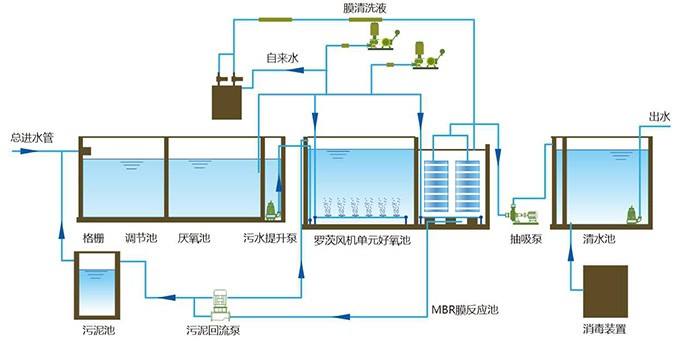 膜清洗液
自来水
总进水管
出水
格栅
调节池
厌氧池
污水提升泵
罗茨风机单元好氧池
抽吸泵
清水池
MBR膜反应池
污泥池
污泥回流泵
消毒装置